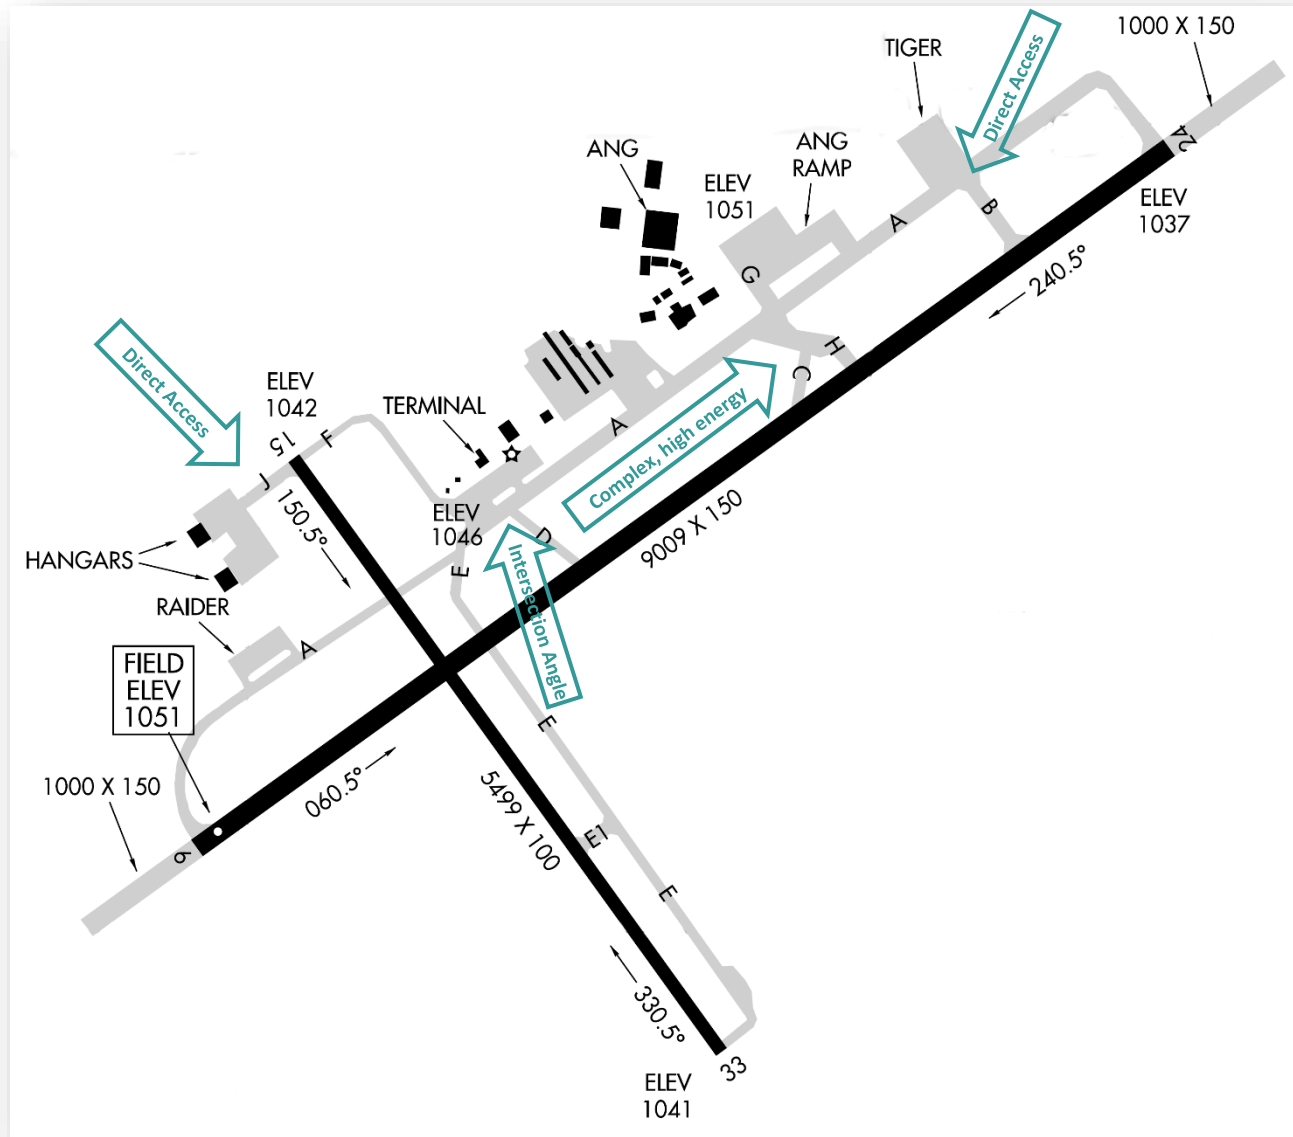 1000 X 150
TIGER
Direct Access
24
ANG
RAMP
ANG
ELEV
1051
ELEV
1037
A
B
G
240.5°
H
C
Direct Access
ELEV
1042
TERMINAL
15
F
J
A
Complex, high energy
9009 X 150
150.5°
ELEV
1046
D
E
Intersection Angle
HANGARS
RAIDER
A
FIELD
ELEV
1051
1000 X 150
060.5°
6
E
5499 X 100
E1
E
330.5°
33
ELEV
1041